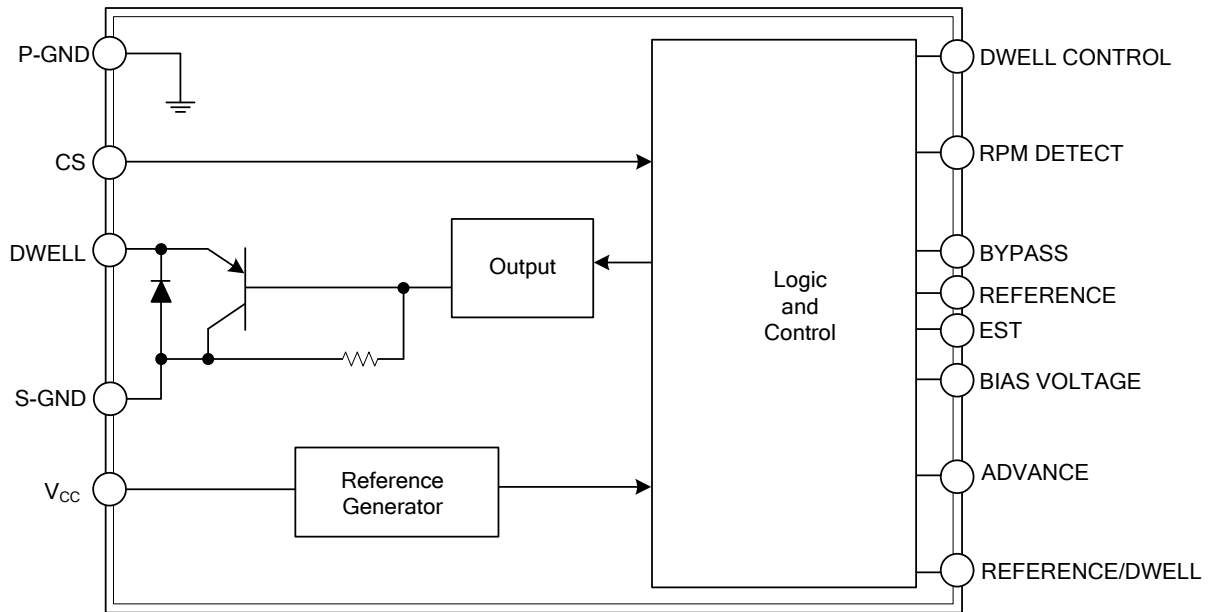 P-GND
CS
DWELL
S-GND
VCC
Output
Reference
Generator
Logic
and
Control
DWELL CONTROL
RPM DETECT
BYPASS
REFERENCE
EST
BIAS VOLTAGE
ADVANCE
REFERENCE/DWELL